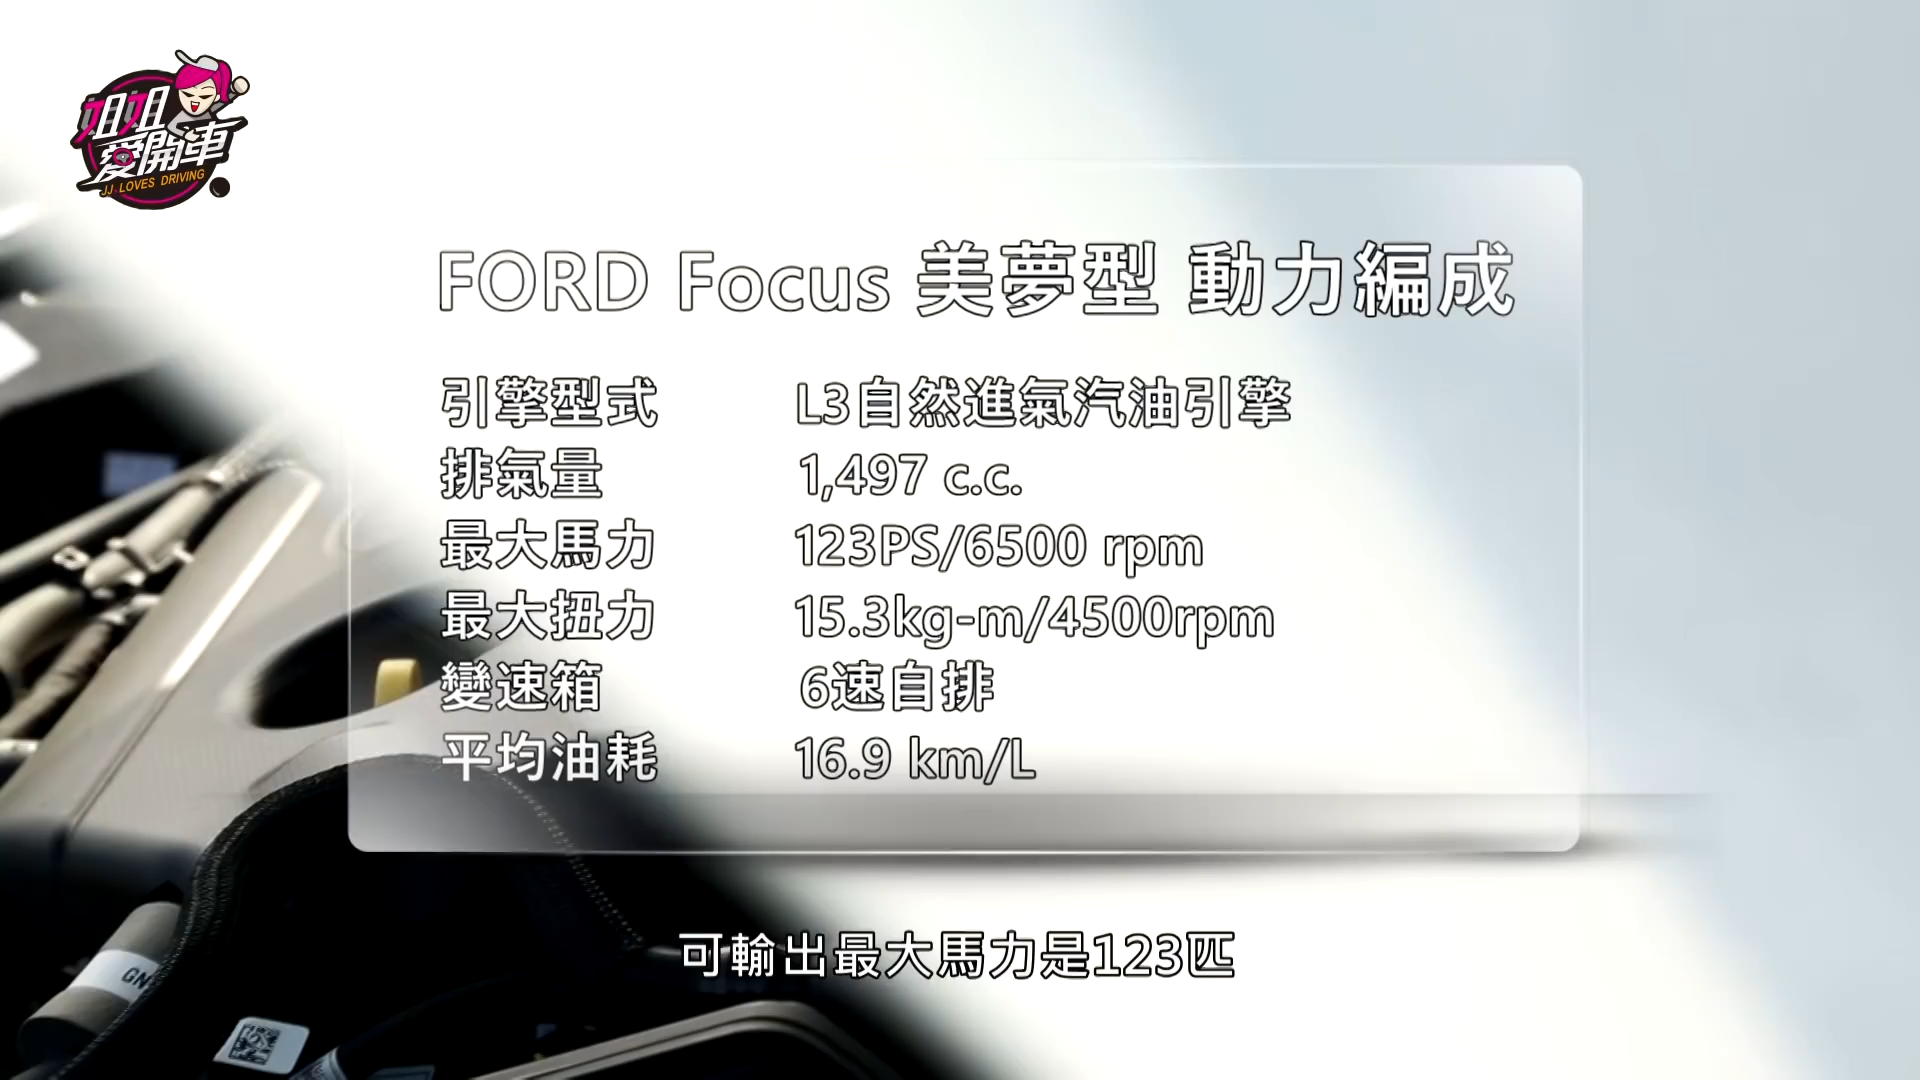 姐姐
愛開車
JJ LOVES DRIVING
FORD Focus 美夢型 動力編成
引擎型式 L3自然進氣汽油引擎
排氣量 1,497 c.c.
最大馬力 123PS/6500 rpm
最大扭力 15.3kg-m/4500rpm
變速箱 6速自排
平均油耗 16.9 km/L
GN
可輸出最大馬力是123匹